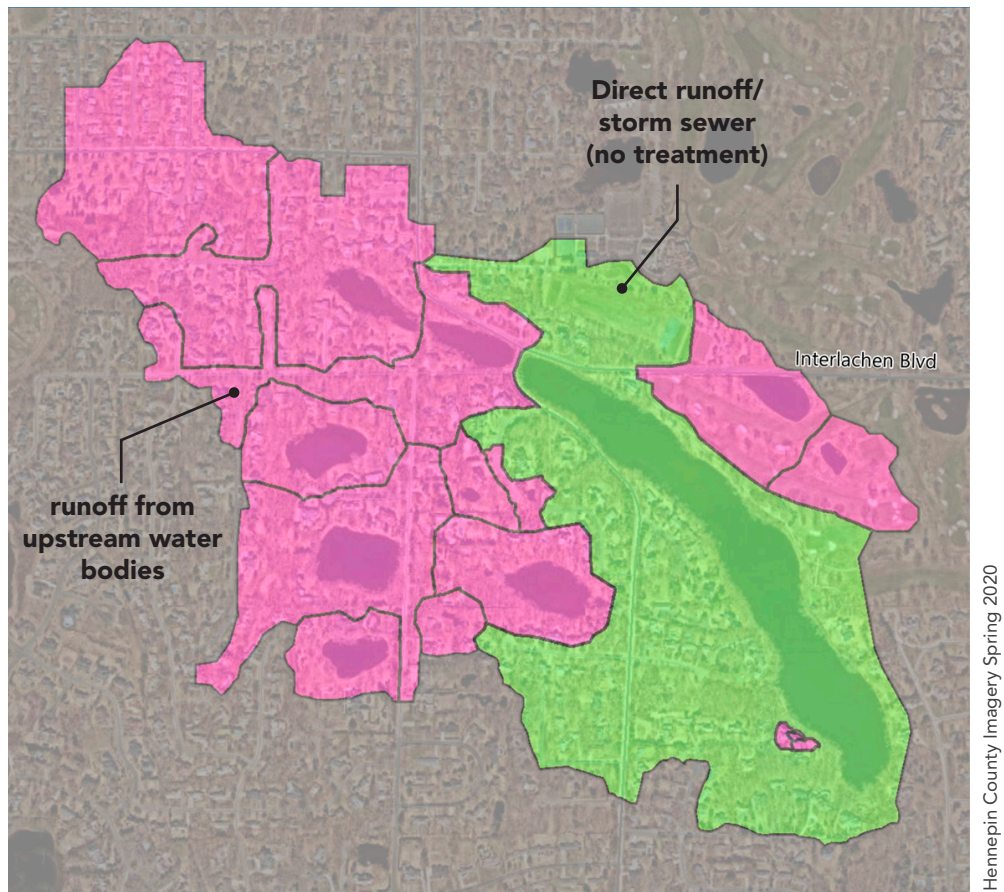 Direct runoff/
storm sewer
(no treatment)
Interlachen Blvd
runoff from
upstream water
bodies
Hennepin County Imagery Spring 2020